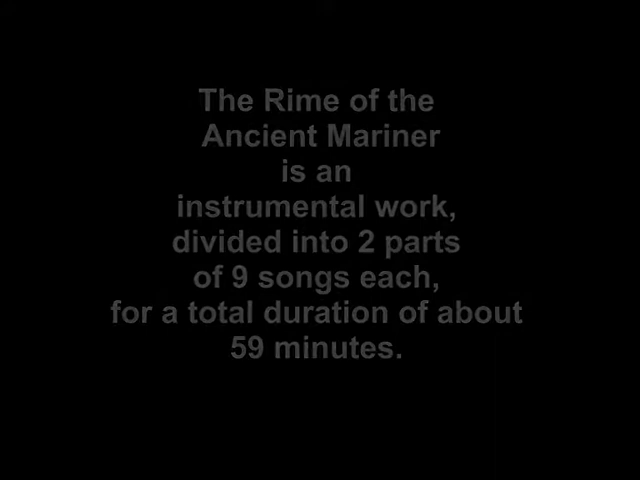 The Rime of the
Ancient Mariner
is an
instrumental work,
divided into 2 parts
of 9 songs each,
for a total duration of about
59 minutes.